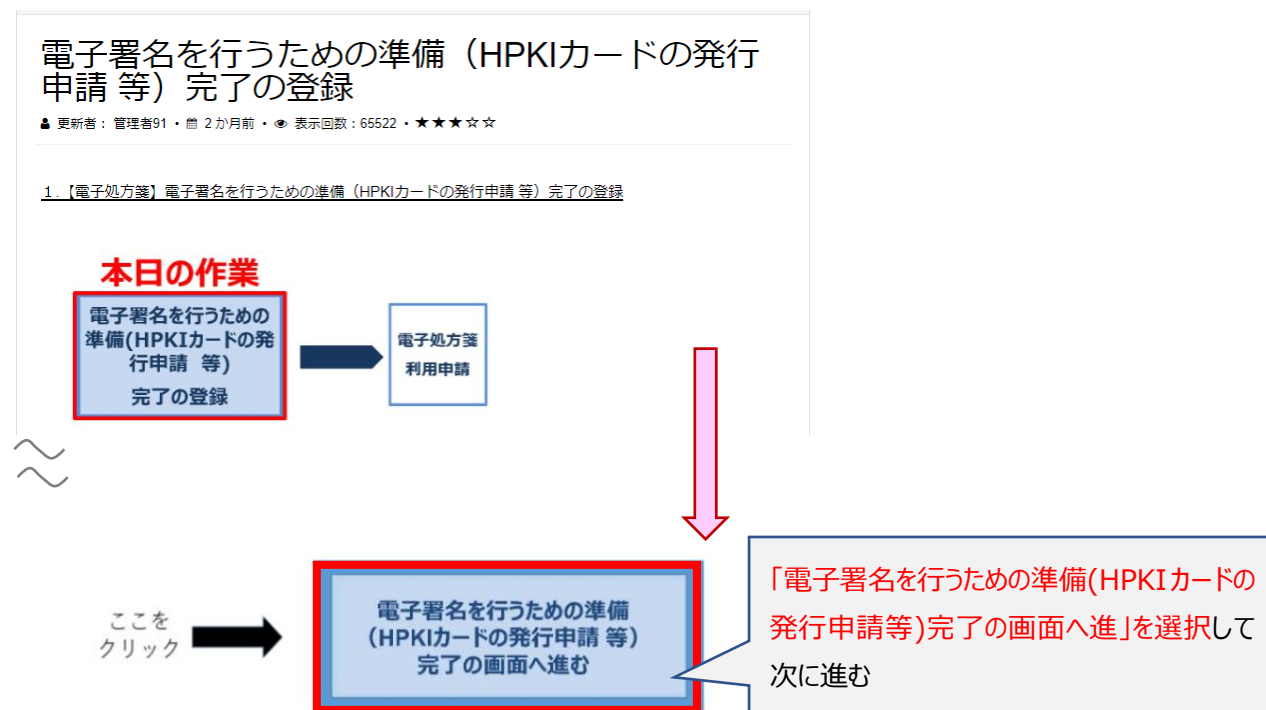 電子署名を行うための準備（HPKIカードの発行
申請 等）完了の登録
更新者： 管理者91 • 2 か月前 • 表示回数：65522 • ★★★☆☆
１.【電子処方箋】電子署名を行うための準備（HPKIカードの発行申請 等）完了の登録
本日の作業
電子署名を行うための
準備(HPKIカードの発
行申請 等)
完了の登録
電子処方箋
利用申請
ここを
クリック
電子署名を行うための準備
（HPKIカードの発行申請 等）
完了の画面へ進む
「電子署名を行うための準備(HPKIカードの
発行申請等)完了の画面へ進」を選択して
次に進む